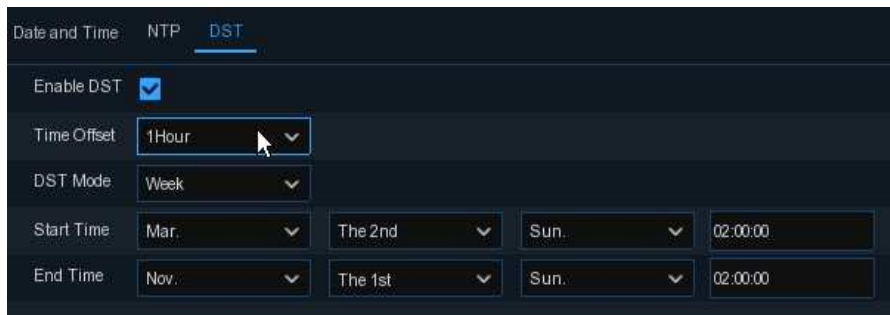 Date and Time NTP DST
Enable DST
Time Offset 1Hour
DST Mode Week
Start Time Mar. The 2nd Sun. 02:00:00
End Time Nov. The 1st Sun. 02:00:00